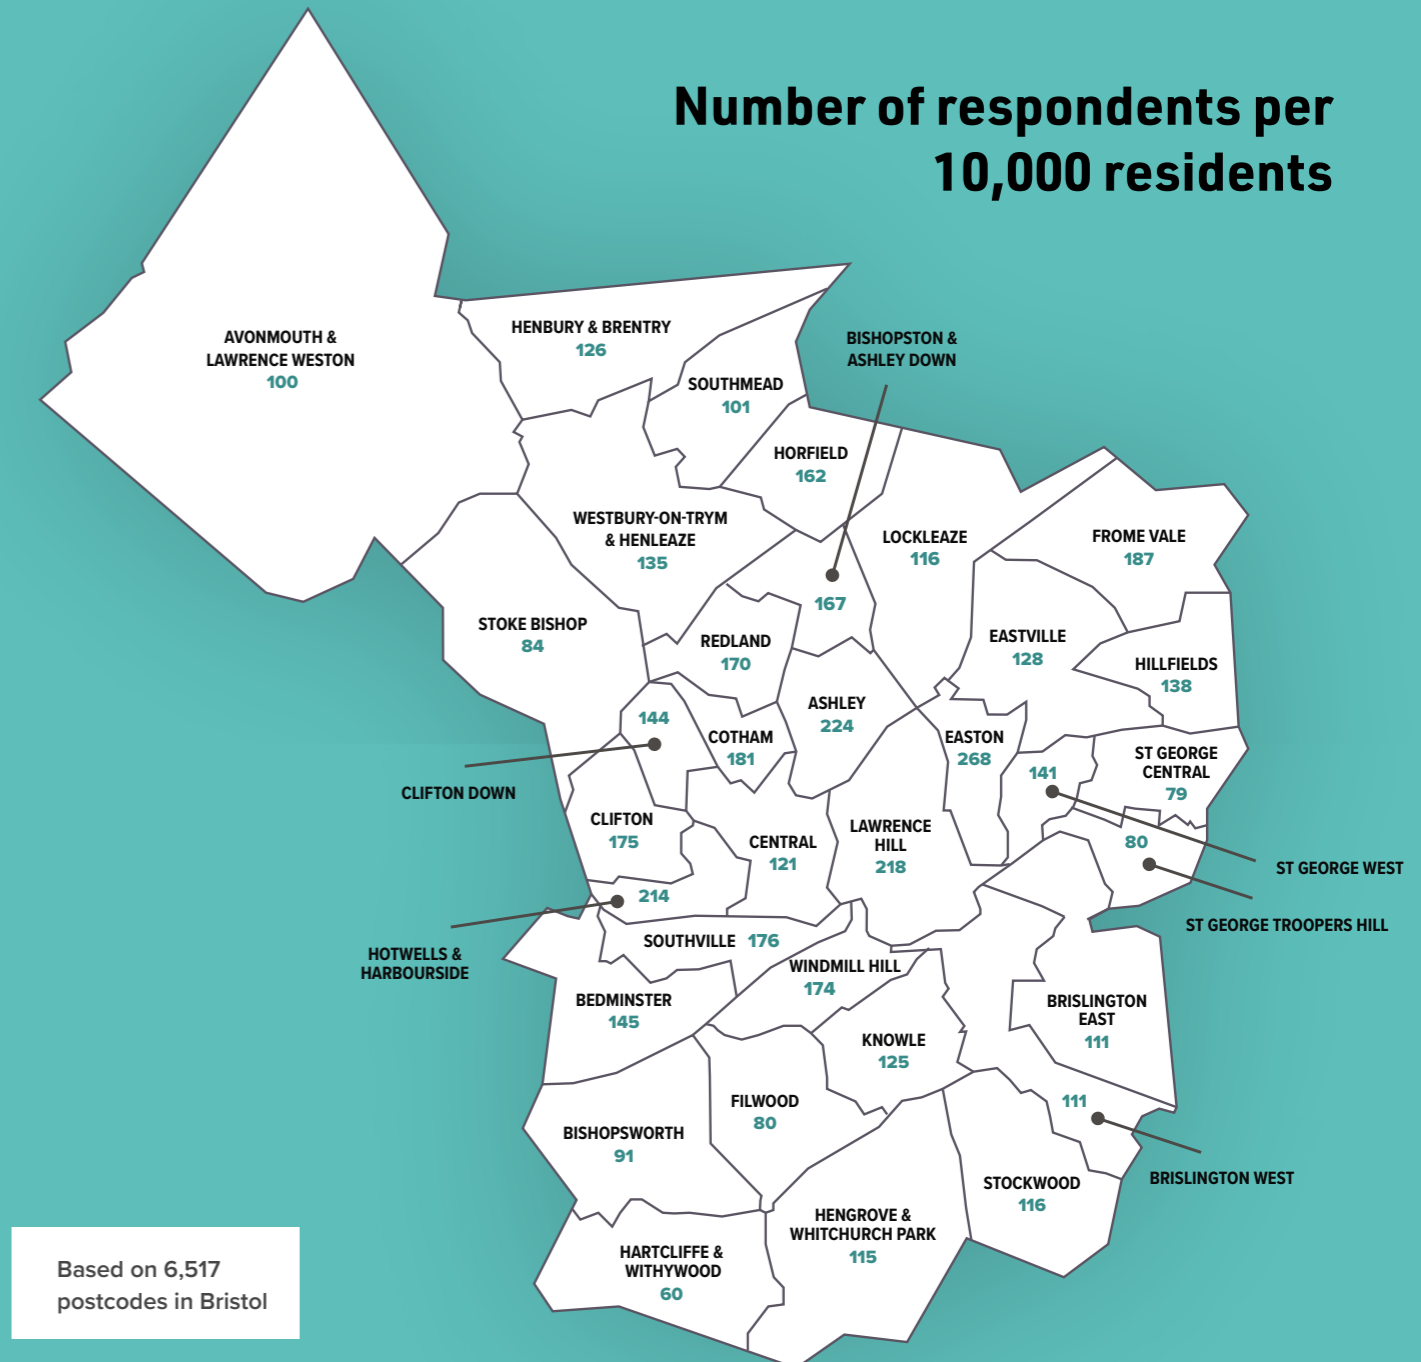 Number of respondents per
10,000 residents
AVONMOUTH &
LAWRENCE WESTON
100
HENBURY & BRENTRY
126
SOUTHMEAD
101
BISHOPSTON &
ASHLEY DOWN
167
HORFIELD
162
WESTBURY-ON-TRYM
& HENLEAZE
135
LOCKLEAZE
116
FROME VALE
187
STOKE BISHOP
84
REDLAND
170
EASTVILLE
128
HILLFIELDS
138
ASHLEY
224
144
CLIFTON DOWN
COTHAM
181
EASTON
268
ST GEORGE
CENTRAL
79
141
ST GEORGE WEST
CLIFTON
175
CENTRAL
121
LAWRENCE
HILL
218
80
ST GEORGE TROOPERS HILL
214
HOTWELLS &
HARBOURSIDE
SOUTHVILLE 176
WINDMILL HILL
174
BEDMINSTER
145
BRISLINGTON
EAST
111
KNOWLE
125
FILWOOD
80
111
BRISLINGTON WEST
BISHOPSWORTH
91
STOCKWOOD
116
HENGROVE &
WHITCHURCH PARK
115
HARTCLIFFE &
WITHYWOOD
60
Based on 6,517
postcodes in Bristol